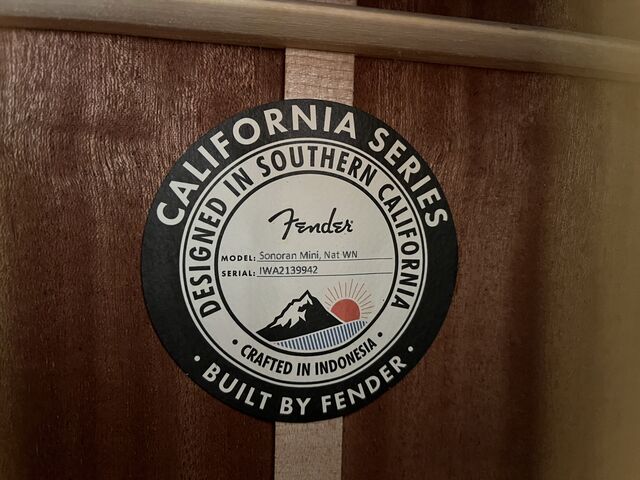 CALIFORNIA SERIES
DESIGNED IN SOUTHERN CALIFORNIA
Fender
MODEL: Sonoran Mini, Nat WN
SERIAL: IWA2139942
• CRAFTED IN INDONESIA •
• BUILT BY FENDER •